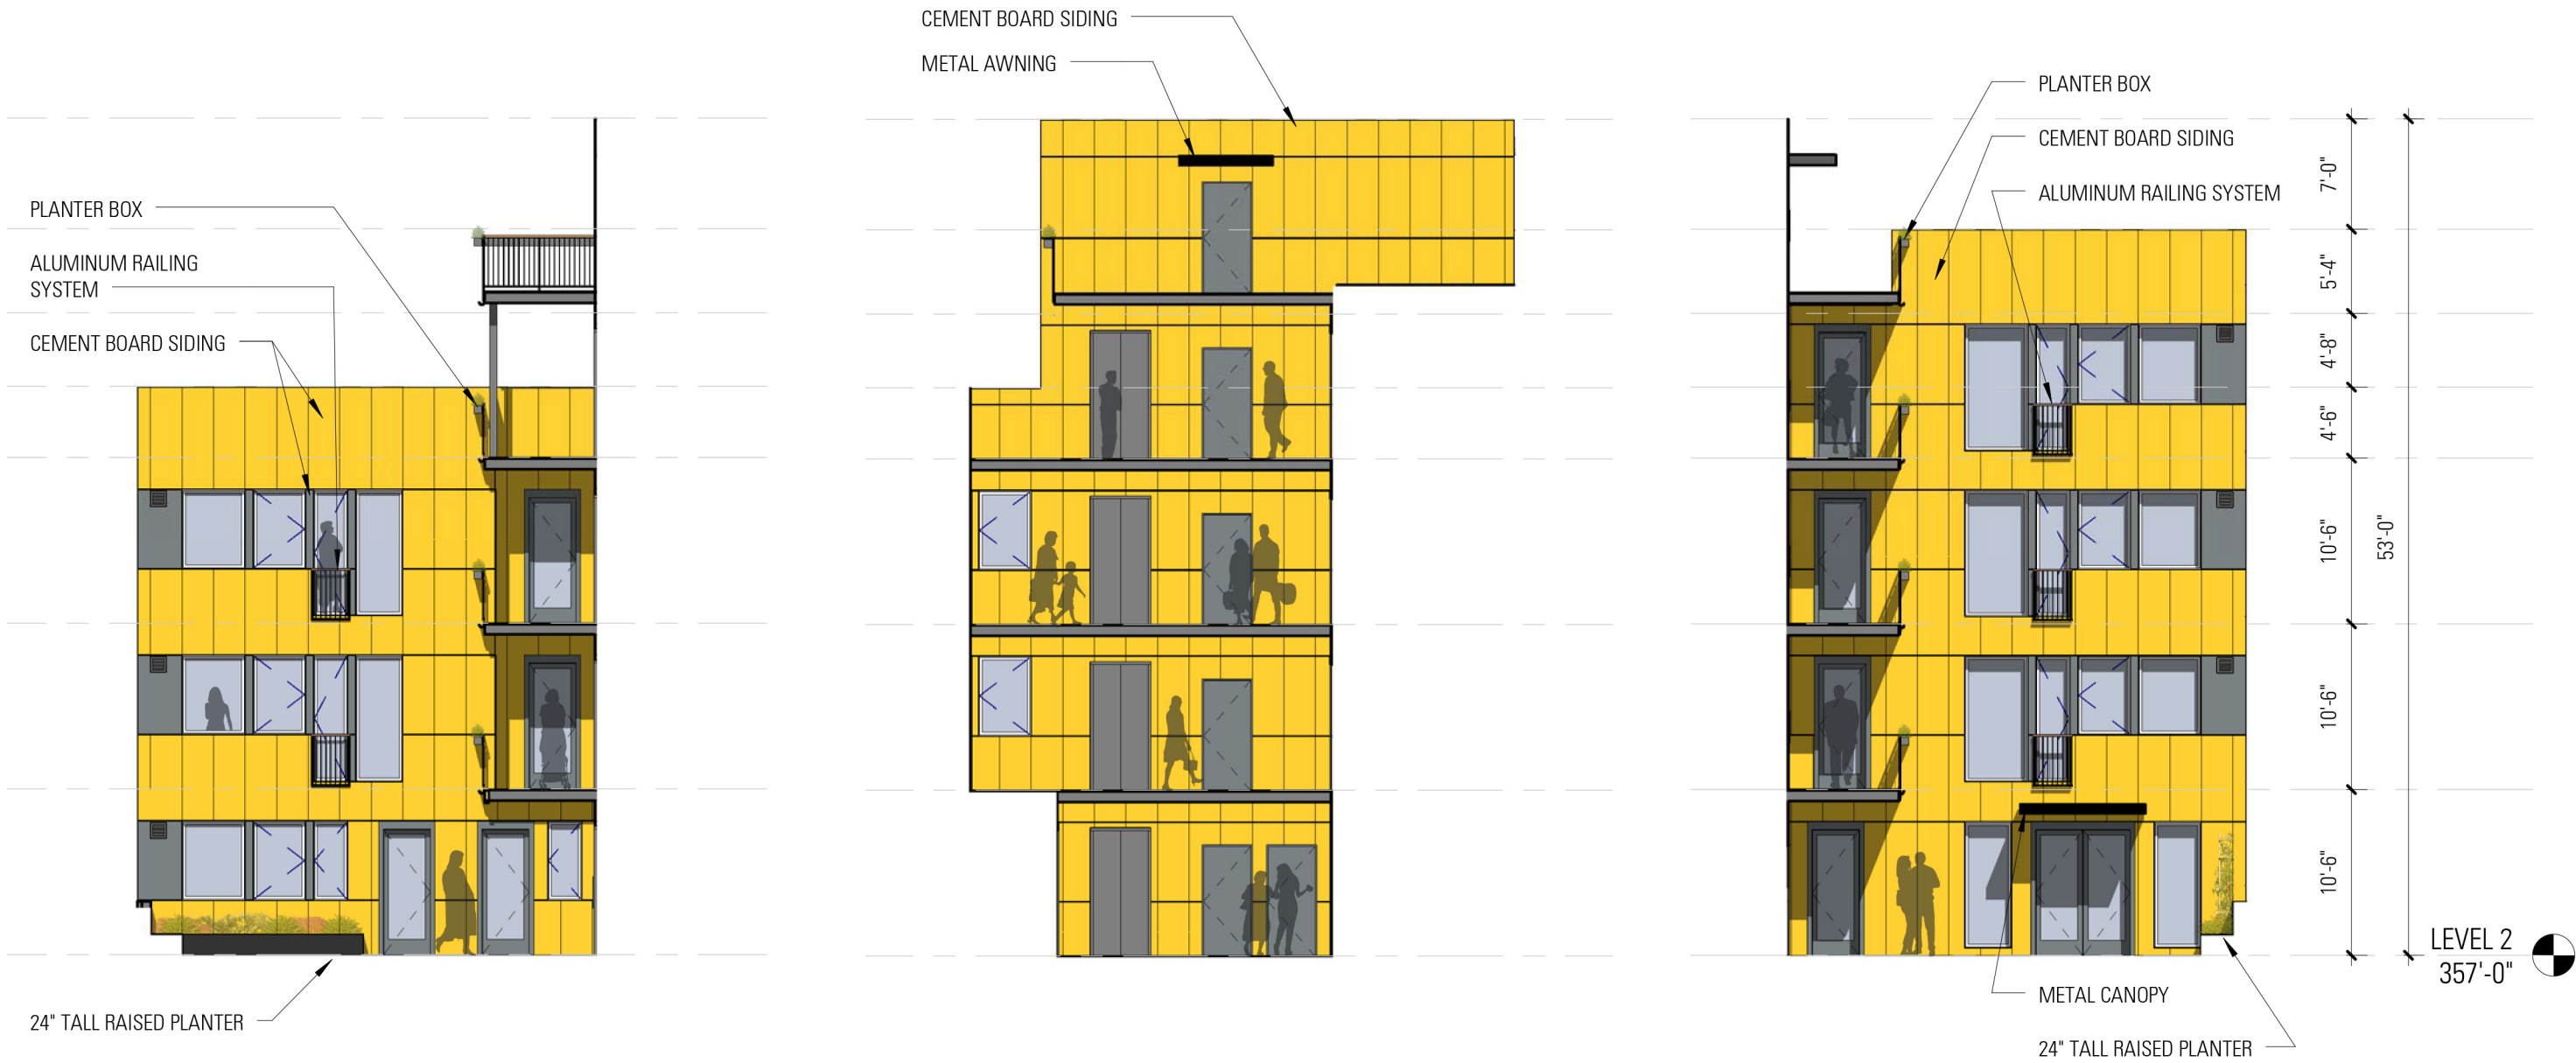 PLANTER BOX
ALUMINUM RAILING
SYSTEM
CEMENT BOARD SIDING
24" TALL RAISED PLANTER
CEMENT BOARD SIDING
METAL AWNING
PLANTER BOX
CEMENT BOARD SIDING
ALUMINUM RAILING SYSTEM
METAL CANOPY
24" TALL RAISED PLANTER
7'-0"
5'-4"
4'-8"
4'-6"
10'-6"
10'-6"
10'-6"
53'-0"
LEVEL 2
357'-0"